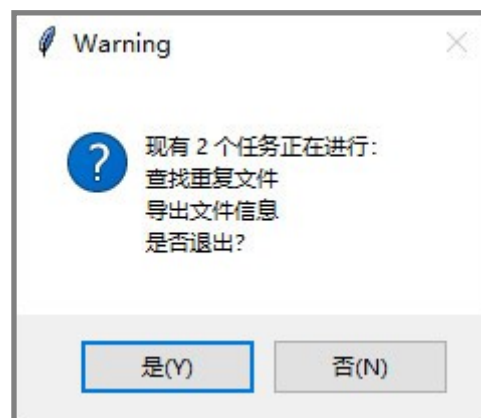 Warning
现有 2 个任务正在进行：
查找重复文件
导出文件信息
是否退出？
是(Y)
否(N)